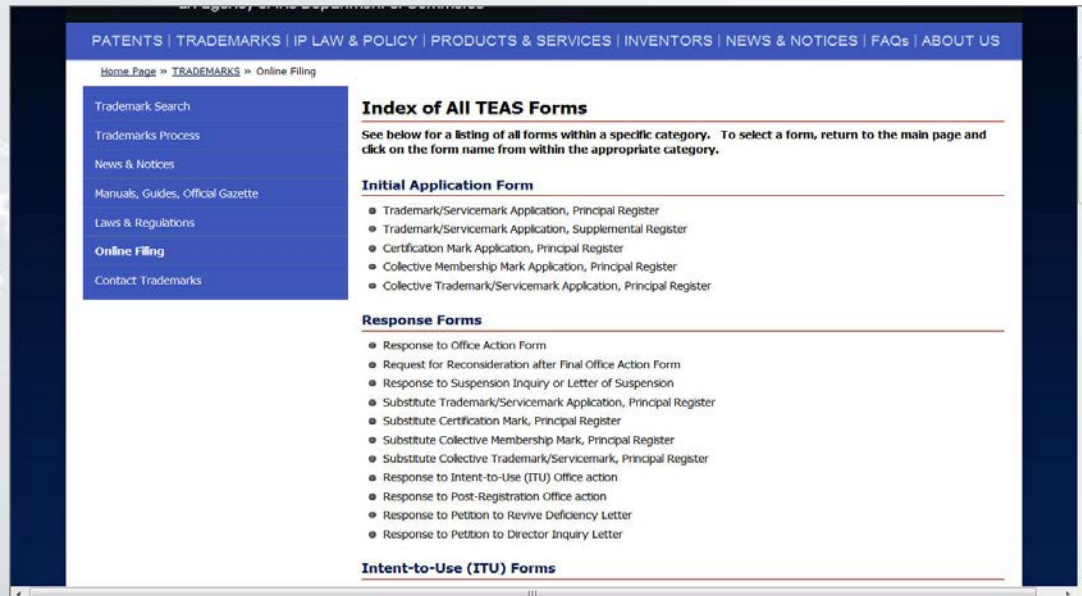 PATENTS | TRADEMARKS | IP LAW & POLICY | PRODUCTS & SERVICES | INVENTORS | NEWS & NOTICES | FAQs | ABOUT US
Home Page » TRADEMARKS » Online Filing
Trademark Search
Trademarks Process
News & Notices
Manuals, Guides, Official Gazette
Laws & Regulations
Online Filing
Contact Trademarks
Index of All TEAS Forms
See below for a listing of all forms within a specific category. To select a form, return to the main page and
click on the form name from within the appropriate category.
Initial Application Form
Trademark/Servicemark Application, Principal Register
Trademark/Servicemark Application, Supplemental Register
Certification Mark Application, Principal Register
Collective Membership Mark Application, Principal Register
Collective Trademark/Servicemark Application, Principal Register
Response Forms
Response to Office Action Form
Request for Reconsideration after Final Office Action Form
Response to Suspension Inquiry or Letter of Suspension
Substitute Trademark/Servicemark Application, Principal Register
Substitute Certification Mark, Principal Register
Substitute Collective Membership Mark, Principal Register
Substitute Collective Trademark/Servicemark, Principal Register
Response to Intent-to-Use (ITU) Office action
Response to Post-Registration Office action
Response to Petition to Revive Deficiency Letter
Response to Petition to Director Inquiry Letter
Intent-to-Use (ITU) Forms